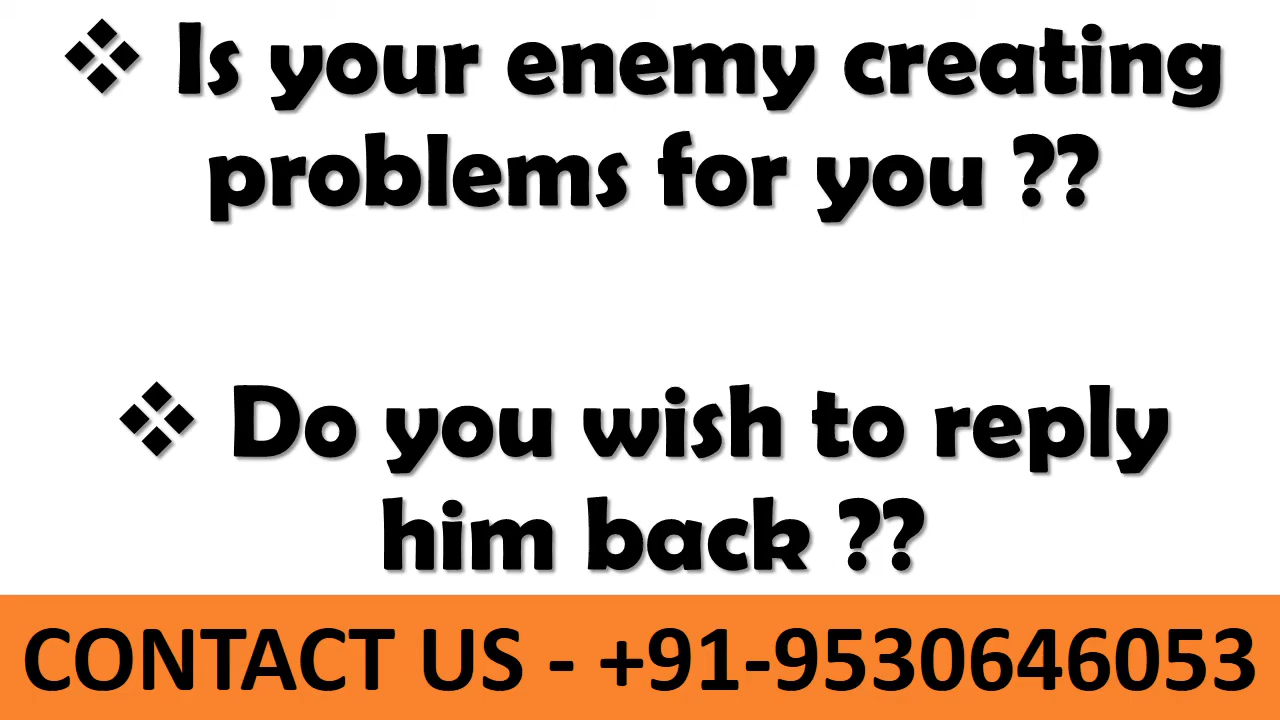 ❖ Is your enemy creating
problems for you ??
❖ Do you wish to reply
him back ??
CONTACT US - +91-9530646053